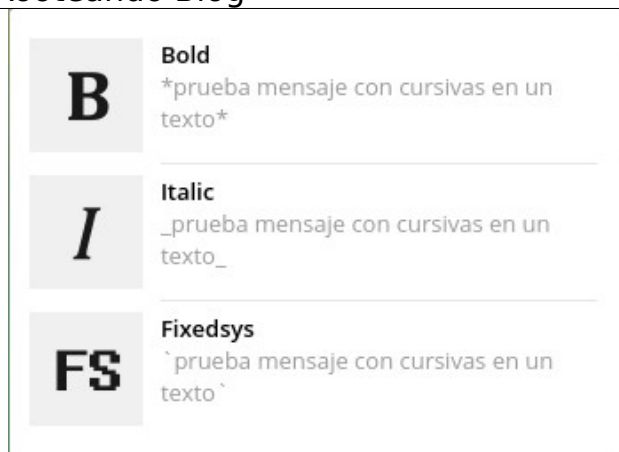 Blog
B
Bold
*prueba mensaje con cursivas en un
texto*
I
Italic
_prueba mensaje con cursivas en un
texto_
FS
Fixedsys
`prueba mensaje con cursivas en un
texto`